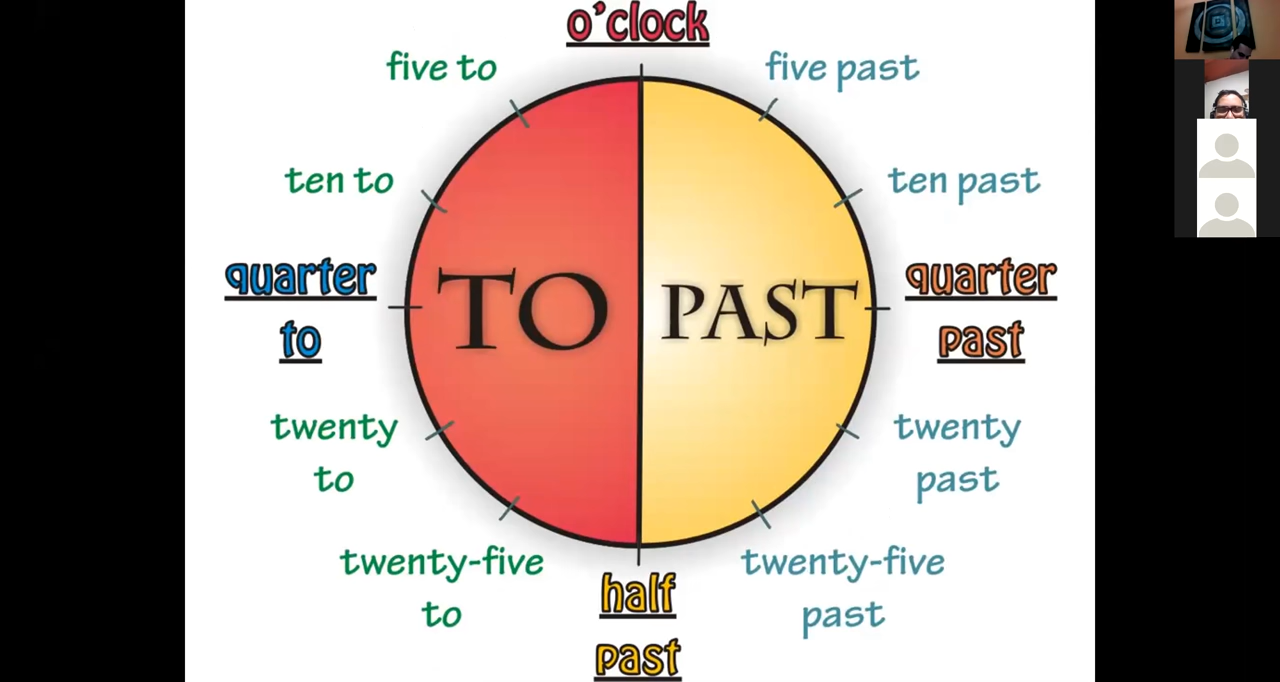 o'clock
five to
five past
ten to
ten past
quarter
to
quarter
past
TO
PAST
twenty
to
twenty
past
twenty-five
to
twenty-five
past
half
past